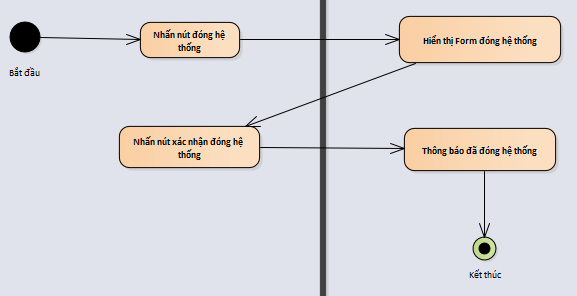 Nhấn nút đóng hệ
thống
Hiển thị Form đóng hệ thống
Bắt đầu
Nhấn nút xác nhận đóng hệ
thống
Thông báo đã đóng hệ thống
Kết thúc